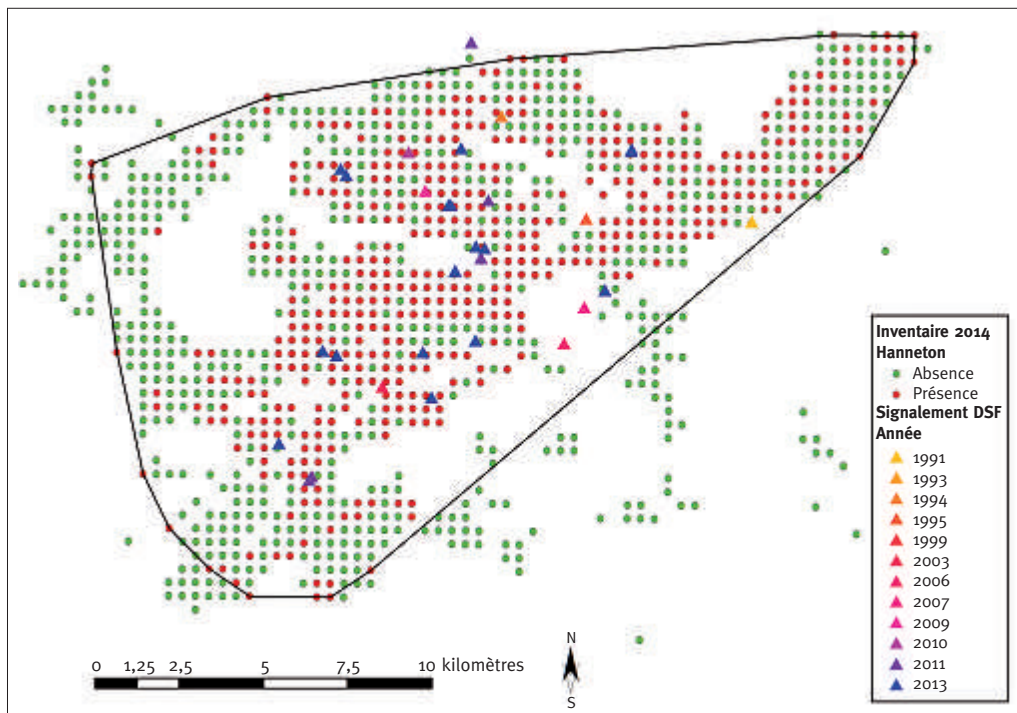 Inventaire 2014
Hanneton
Absence
Présence
Signalement DSF
Année
1991
1993
1994
1995
1999
2003
2006
2007
2009
2010
2011
2013
0 1,25 2,5 5 7,5 10 kilomètres
N
S